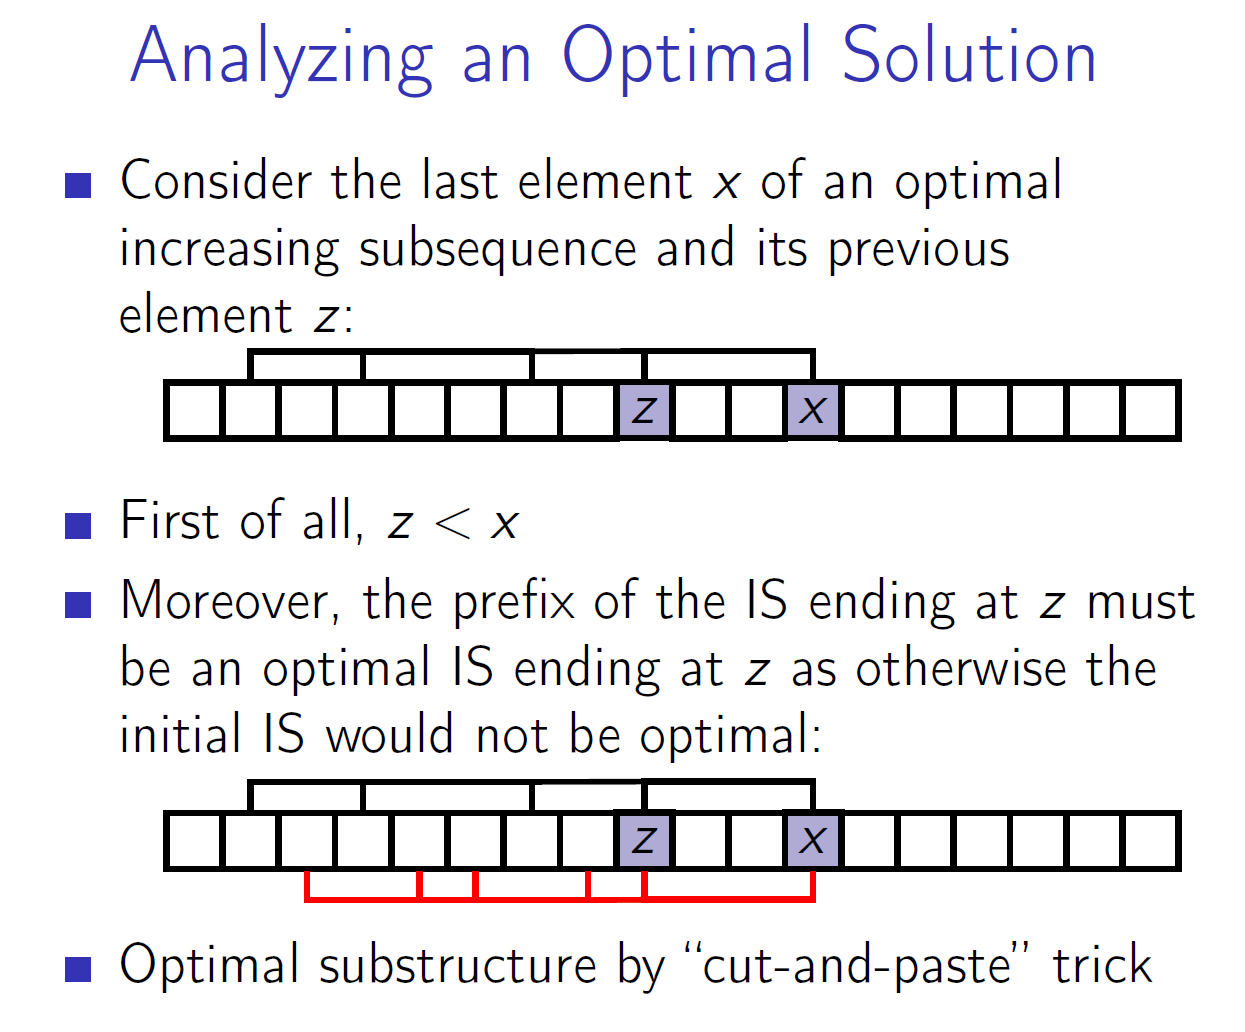 Analyzing an Optimal Solution
Consider the last element x of an optimal
increasing subsequence and its previous
element z:
z x
First of all, z < x
Moreover, the prefix of the IS ending at z must
be an optimal IS ending at z as otherwise the
initial IS would not be optimal:
z x
Optimal substructure by “cut-and-paste” trick